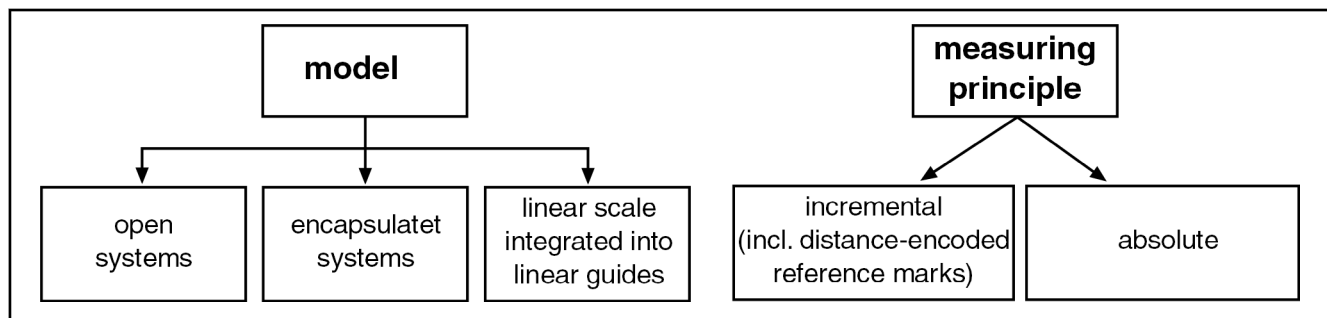 model
measuring
principle
open
systems
encapsulatet
systems
linear scale
integrated into
linear guides
incremental
(incl. distance-encoded
reference marks)
absolute